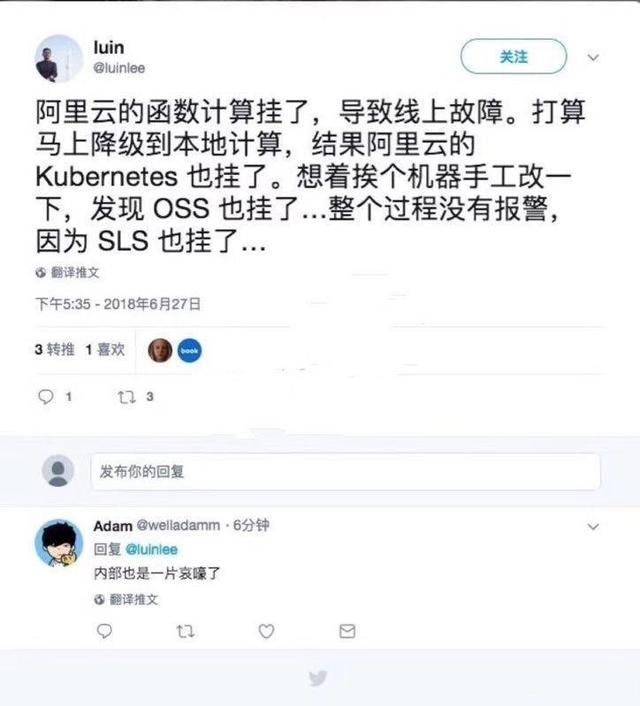 luin
@luinlee
关注
阿里云的函数计算挂了，导致线上故障。打算
马上降级到本地计算，结果阿里云的
Kubernetes 也挂了。想着挨个机器手工改一
下，发现 OSS 也挂了...整个过程没有报警，
因为 SLS 也挂了...
翻译推文
下午5:35 - 2018年6月27日
3 转推 1 喜欢
book
1 3
发布你的回复
Adam @welladamm · 6分钟
回复 @luinlee
内部也是一片哀嚎了
翻译推文